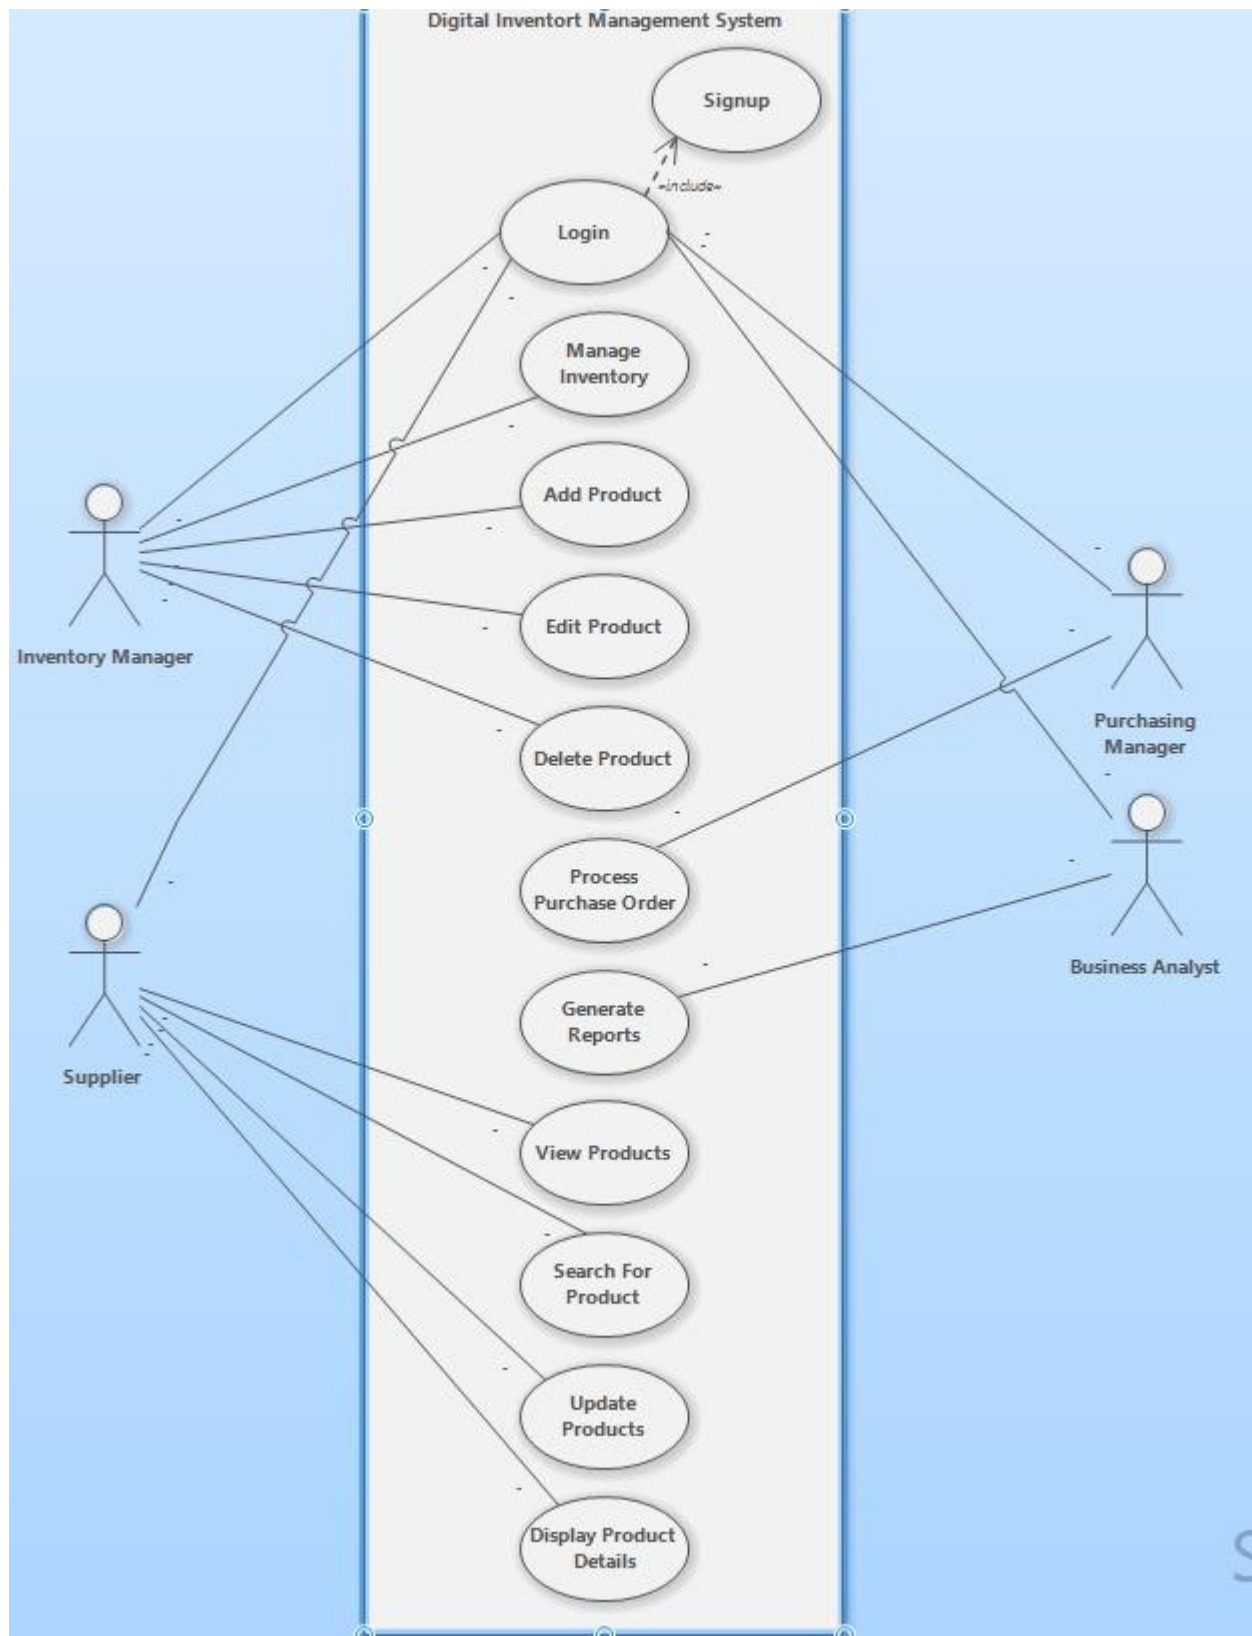 Digital Inventort Management System
Signup
~include~
Login
Manage
Inventory
Add Product
Edit Product
Inventory Manager
Purchasing
Manager
Delete Product
Process
Purchase Order
Business Analyst
Generate
Reports
Supplier
View Products
Search For
Product
Update
Products
Display Product
Details
S